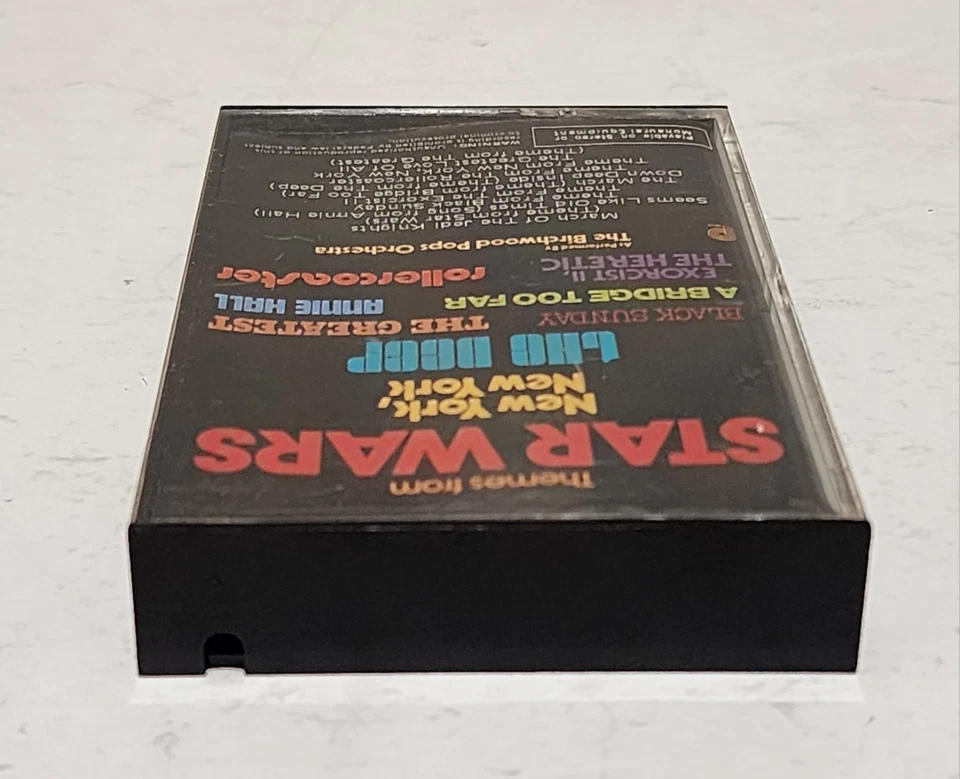 Themes from
STAR WARS
New York,
New York
THE DEEP
BLACK SUNDAY
THE GREATEST
A BRIDGE TOO FAR
ANNIE HALL
EXORCIST II
THE HERETIC
rollercoaster
As Performed By
The Birchwood Pops Orchestra
P
March Of The Jedi Knights
(Theme from Star Wars)
Seems Like Old Times (Song from Annie Hall)
Theme From Black Sunday
Theme From The Exorcist II
Theme From Bridge Too Far
Down Deep Inside (Theme from The Deep)
Theme From New York, New York
The Greatest Love Of All
(Theme from The Greatest)
WARNING: Unauthorized reproduction of this
recording is prohibited by Federal law and subject
to criminal prosecution.
Playable on Stereo or
Monaural Equipment